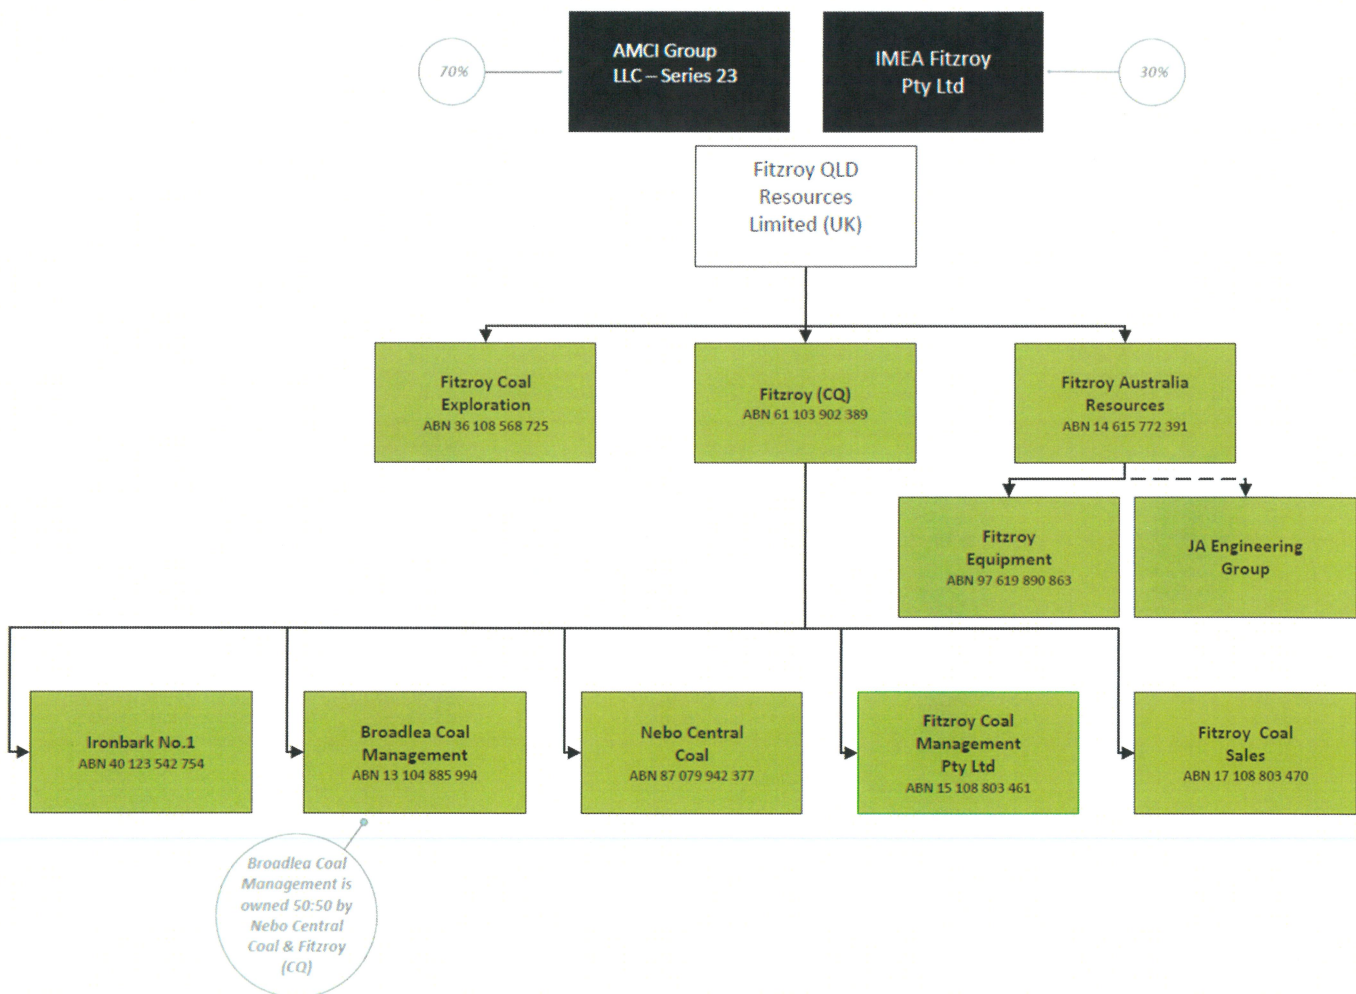 70%
AMCI Group
LLC – Series 23
IMEA Fitzroy
Pty Ltd
30%
Fitzroy QLD
Resources
Limited (UK)
Fitzroy Coal
Exploration
ABN 36 108 568 725
Fitzroy (CQ)
ABN 61 103 902 389
Fitzroy Australia
Resources
ABN 14 615 772 391
Fitzroy
Equipment
ABN 97 619 890 863
JA Engineering
Group
Ironbark No.1
ABN 40 123 542 754
Broadlea Coal
Management
ABN 13 104 885 994
Nebo Central
Coal
ABN 87 079 942 377
Fitzroy Coal
Management
Pty Ltd
ABN 15 108 803 461
Fitzroy Coal
Sales
ABN 17 108 803 470
Broadlea Coal
Management is
owned 50:50 by
Nebo Central
Coal & Fitzroy
(CQ)